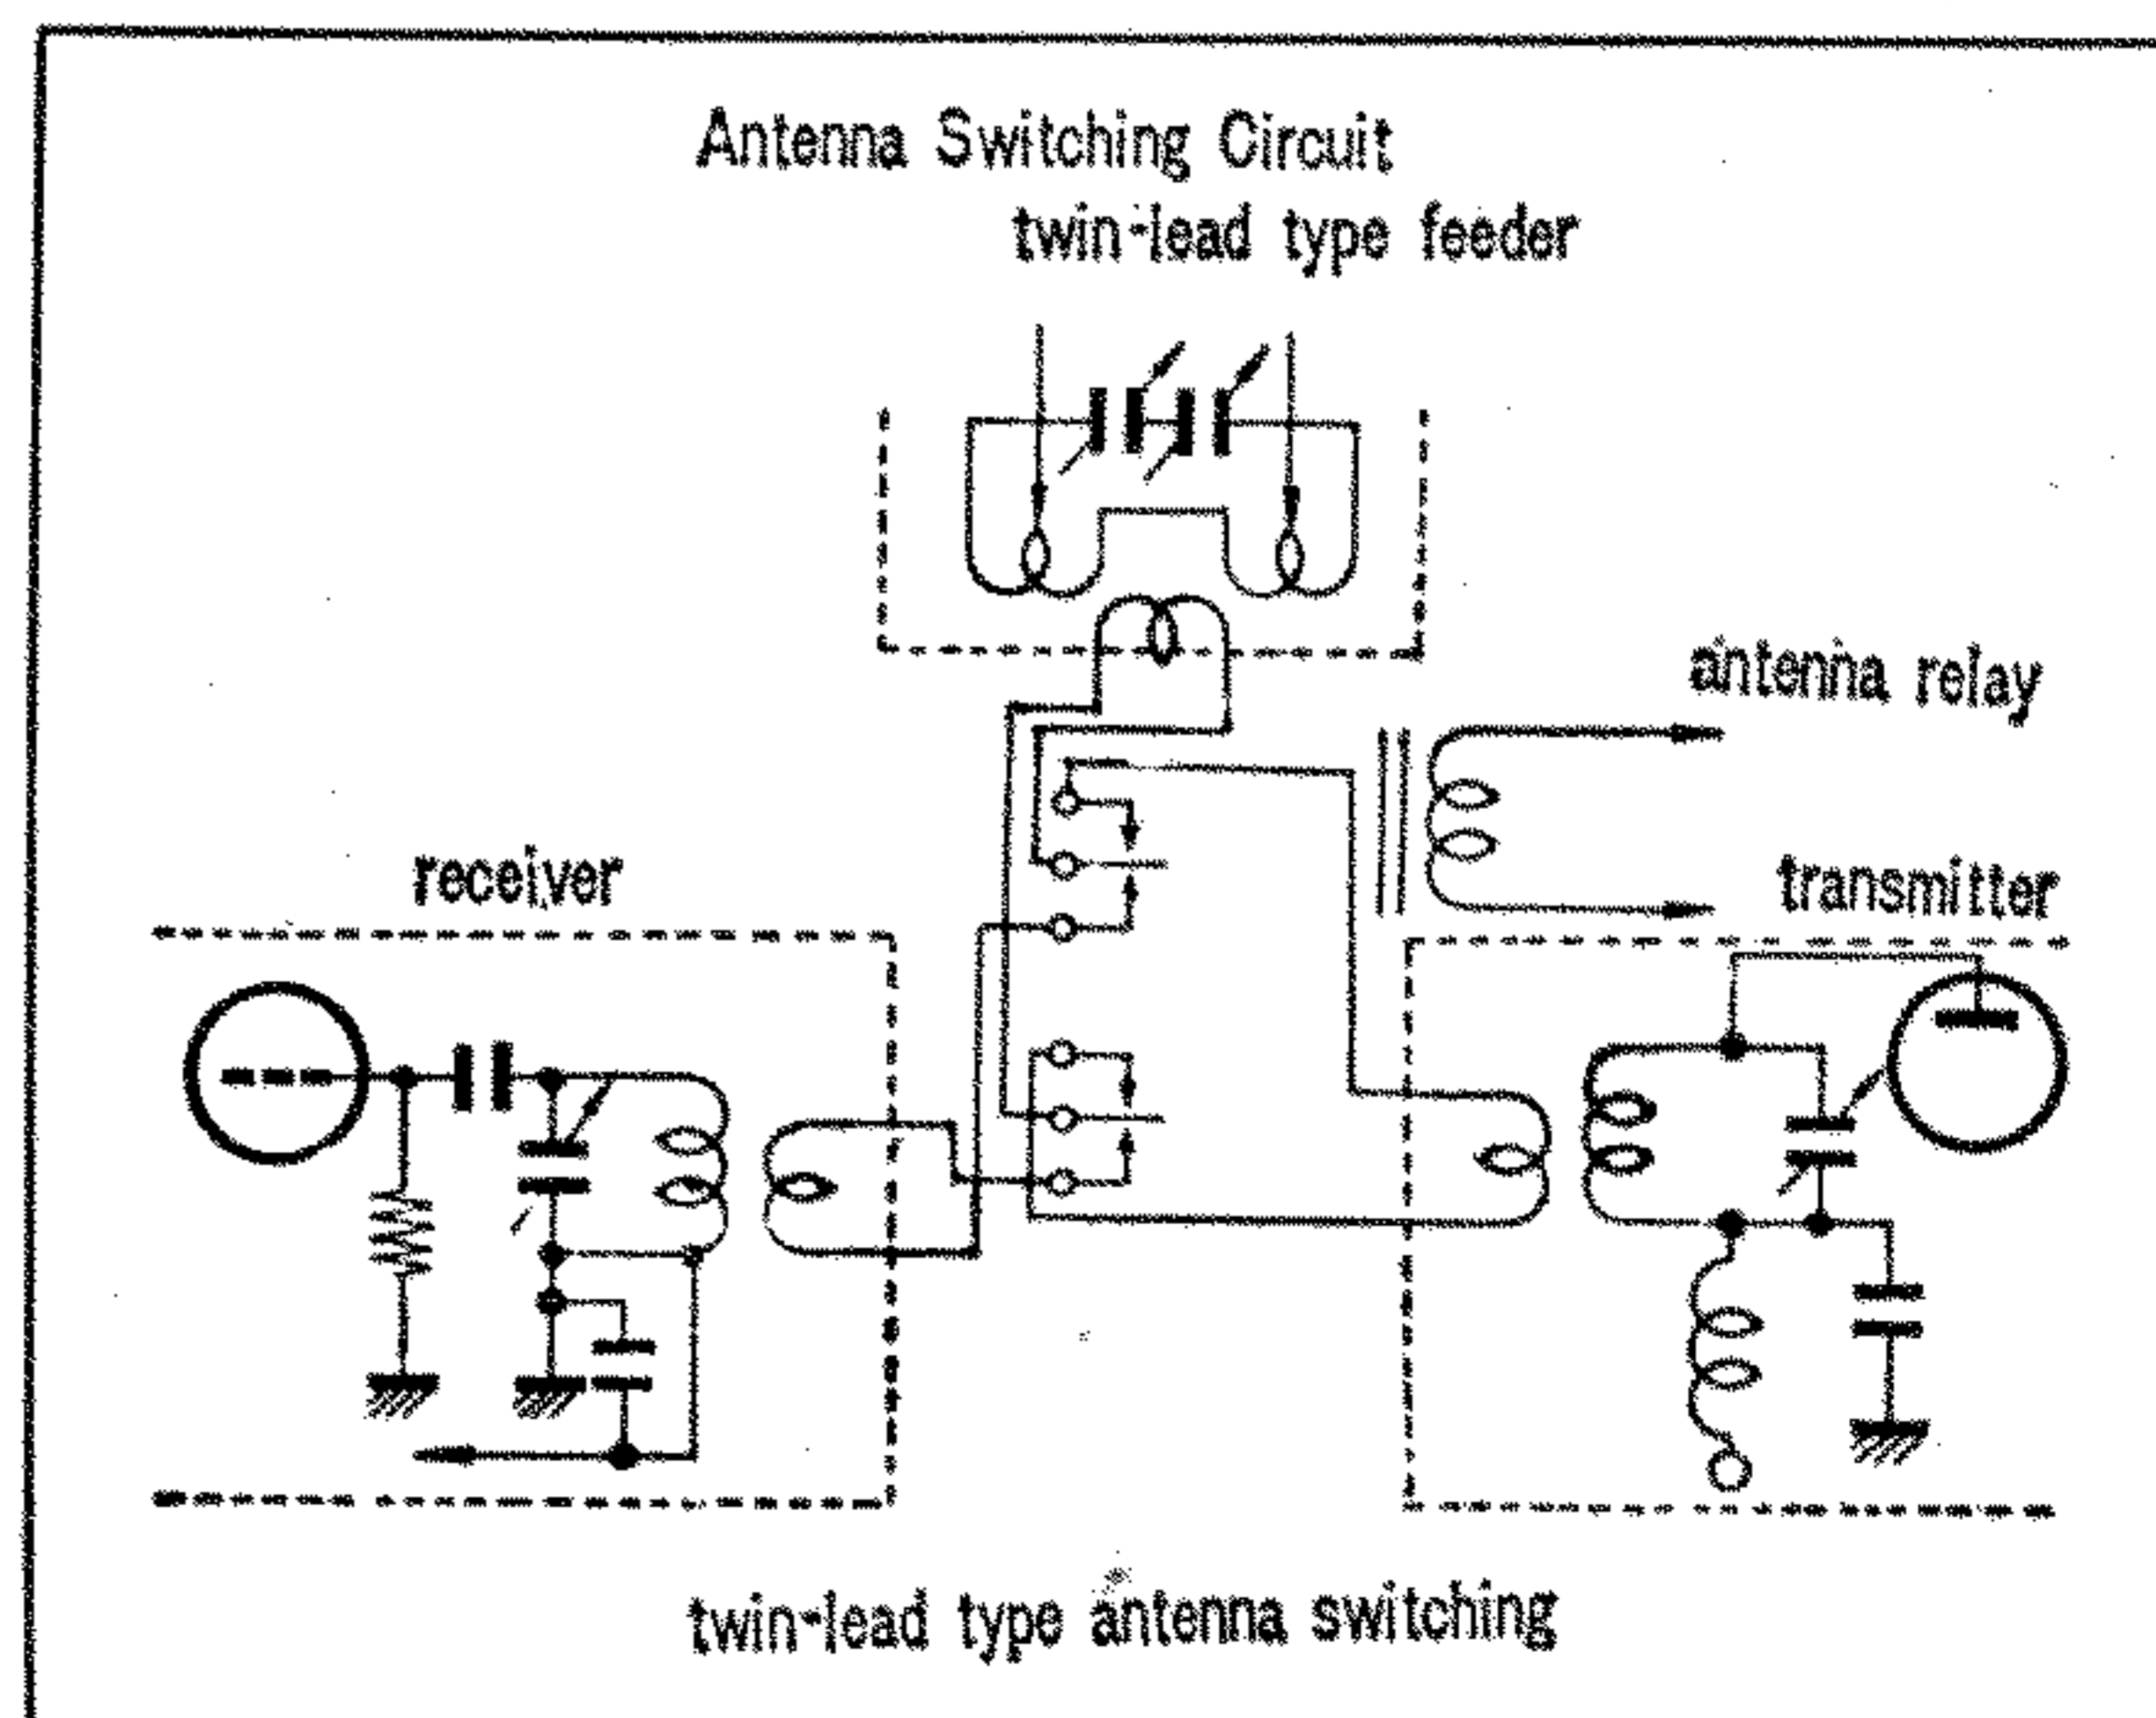 Antenna Switching Circuit
twin-lead type feeder
antenna relay
receiver
transmitter
twin-lead type antenna switching